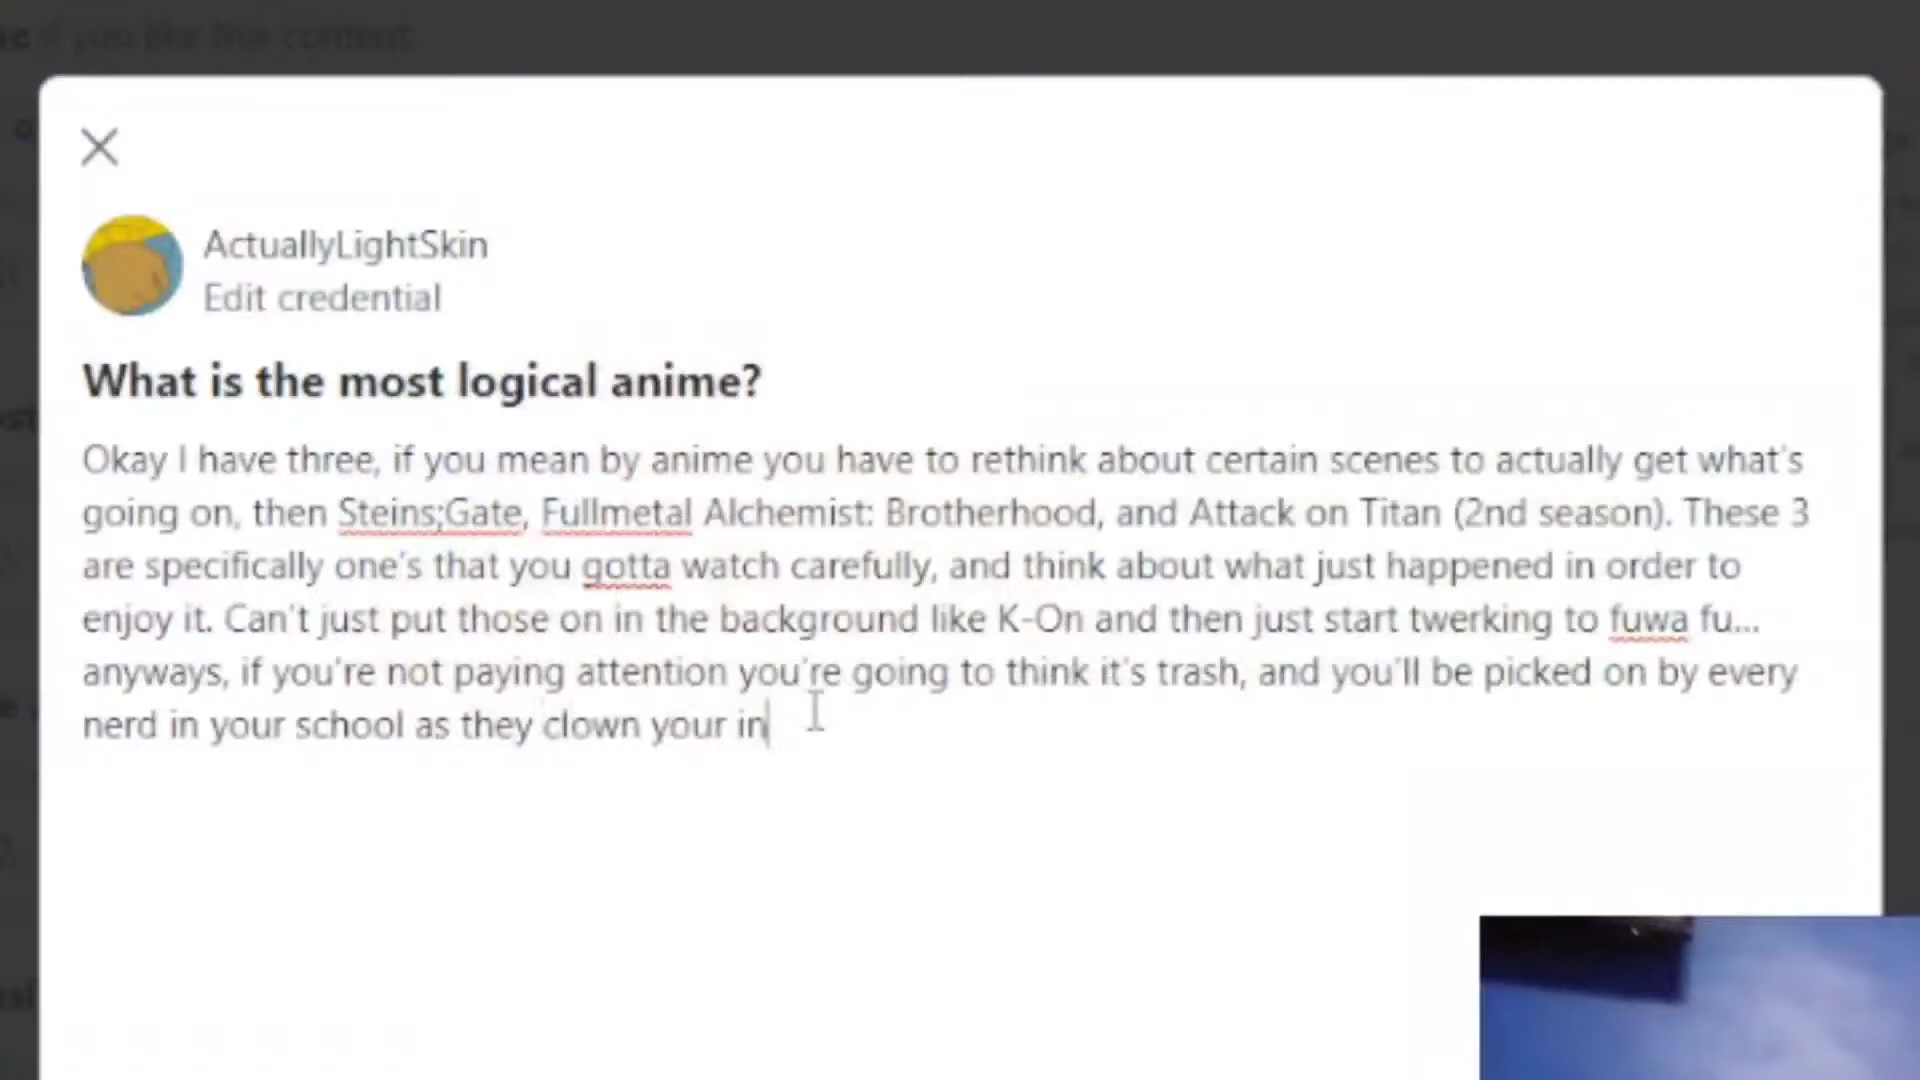 if you like this content.
ActuallyLightSkin
Edit credential
What is the most logical anime?
Okay I have three, if you mean by anime you have to rethink about certain scenes to actually get what's
going on, then Steins;Gate, Fullmetal Alchemist: Brotherhood, and Attack on Titan (2nd season). These 3
are specifically one's that you gotta watch carefully, and think about what just happened in order to
enjoy it. Can't just put those on in the background like K-On and then just start twerking to fuwa fu...
anyways, if you're not paying attention you're going to think it's trash, and you'll be picked on by every
nerd in your school as they clown your in